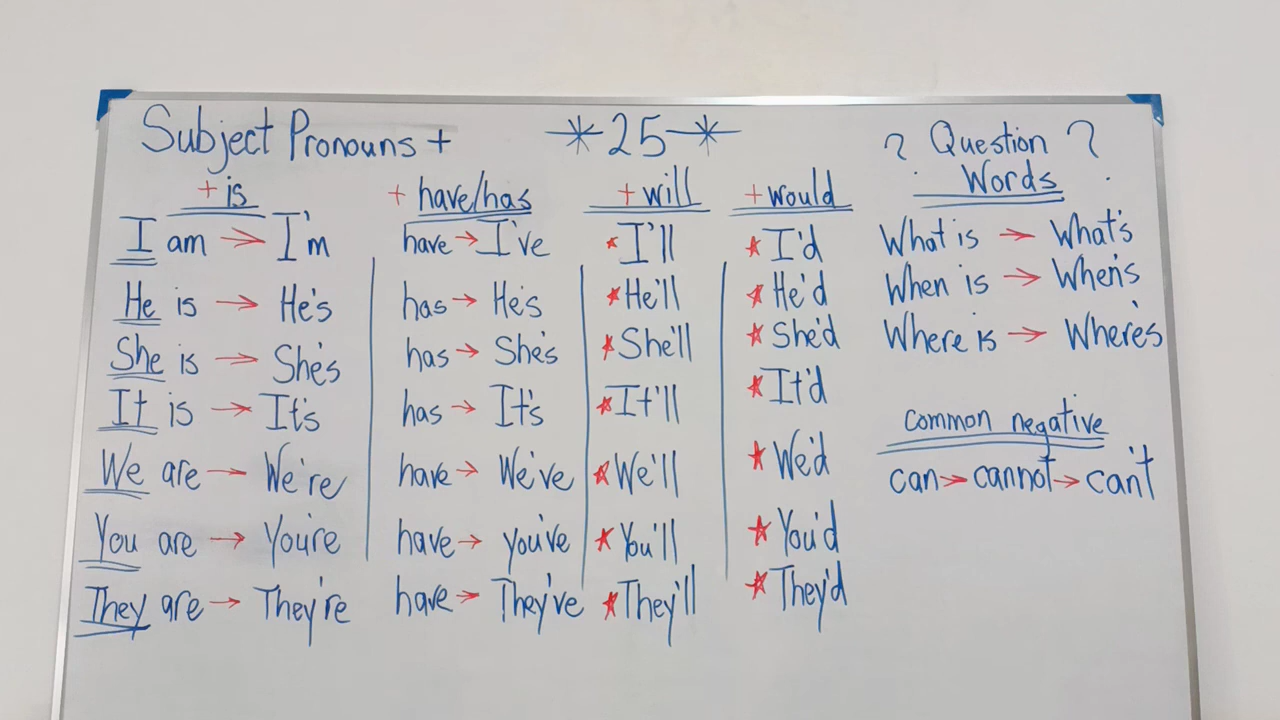 Subject Pronouns +
*25*
? Question ?
Words
+ is
I am → I'm
He is → He's
She is → She's
It is → It's
We are → We're
You are → You're
They are → They're
+ have/has
have → I've
has → He's
has → She's
has → It's
have → We've
have → you've
have → They've
+ will
* I'll
* He'll
* She'll
* It'll
* We'll
* You'll
* They'll
+ would
* I'd
* He'd
* She'd
* It'd
* We'd
* You'd
* They'd
What is → What's
When is → When's
Where is → Where's
common negative
can → cannot → can't